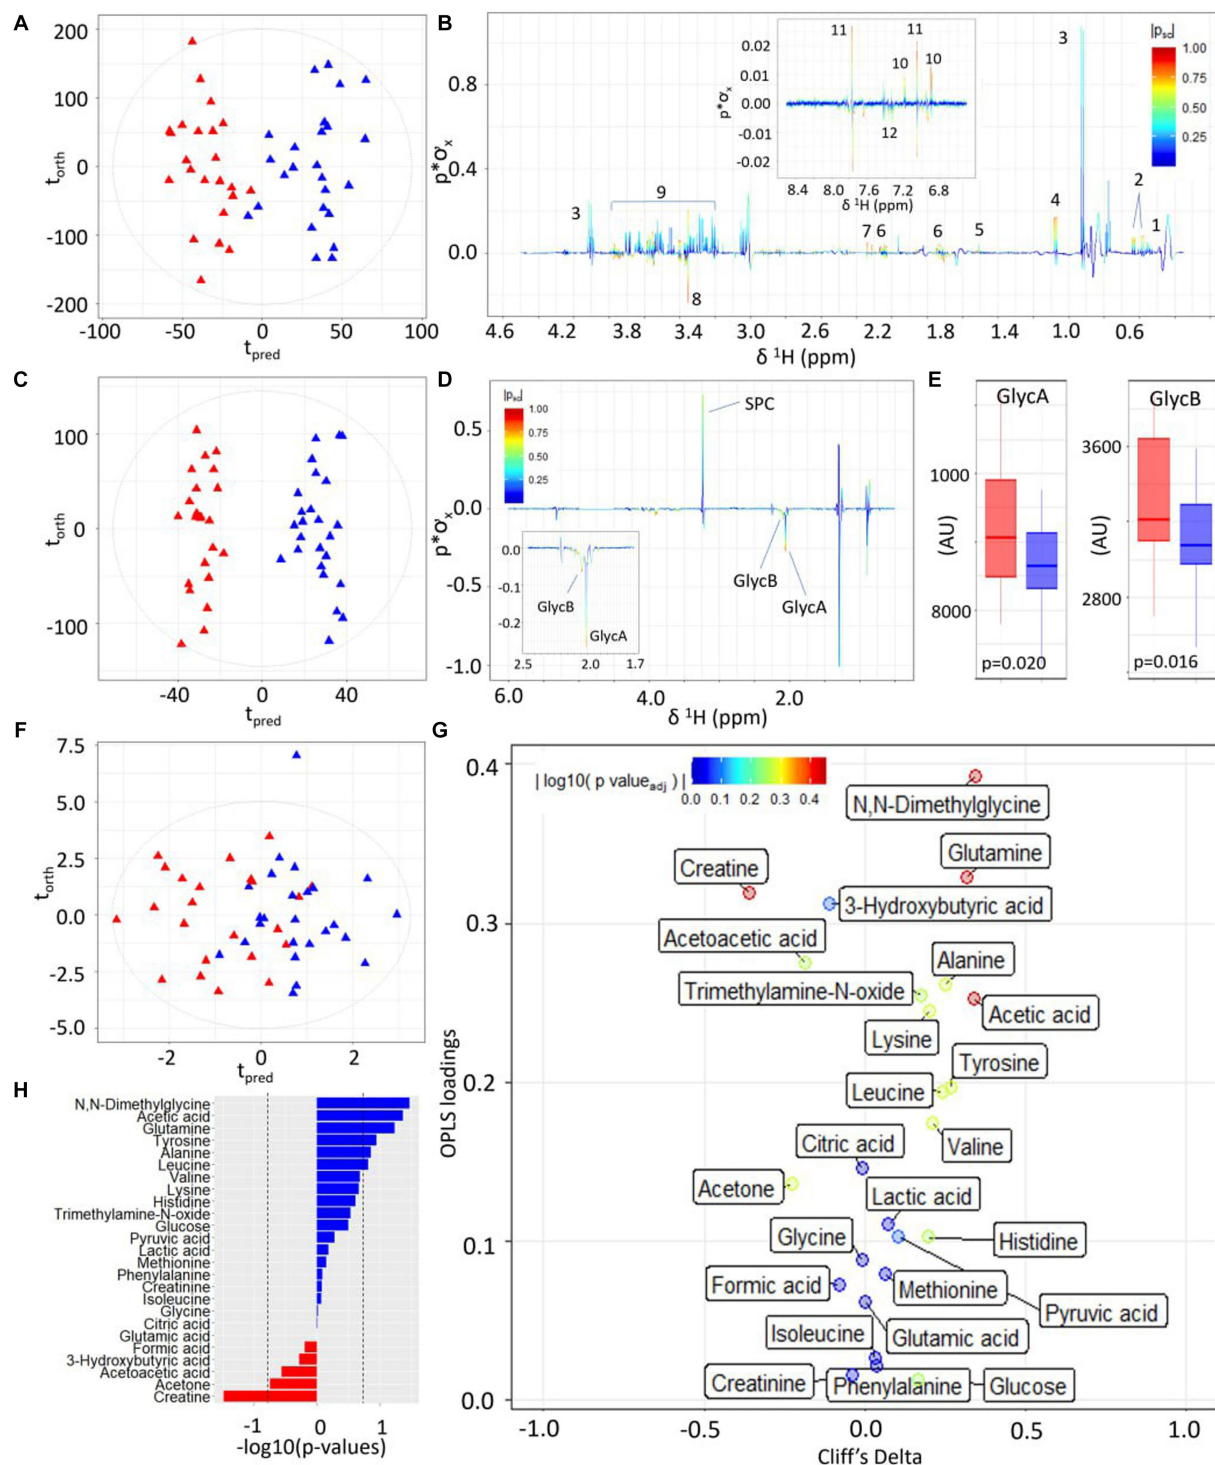 A
200
100
0
-100
-200
t_orth
-100 -50 0 50 100
t_pred
B
0.8
0.4
0.0
p*σ_x
3 9 8 7 6 6 5 4 3 2 1
4.6 4.2 3.8 3.4 3.0 2.6 2.2 1.8 1.4 1.0 0.6
δ ¹H (ppm)
0.02
0.01
0.00
-0.01
-0.02
p*σ_x
11 11 10 10 12
8.4 8.0 7.6 7.2 6.8
δ ¹H (ppm)
|p_sc|
1.00
0.75
0.50
0.25
C
100
0
-100
t_orth
-40 0 40
t_pred
D
|p_sc|
1.00
0.75
0.50
0.25
0.5
0.0
-0.5
-1.0
p*σ_x
SPC
GlycB
GlycA
0.0
-0.1
-0.2
GlycB
GlycA
2.5 2.0 1.7
6.0 4.0 2.0
δ ¹H (ppm)
E
GlycA
1000
8000
(AU)
p=0.020
GlycB
3600
2800
(AU)
p=0.016
F
7.5
5.0
2.5
0.0
-2.5
-5.0
t_orth
-2 0 2
t_pred
G
| log10( p value_adj ) |
0.0 0.1 0.2 0.3 0.4
0.4
0.3
0.2
0.1
0.0
OPLS loadings
N,N-Dimethylglycine
Glutamine
Creatine
3-Hydroxybutyric acid
Acetoacetic acid
Alanine
Trimethylamine-N-oxide
Acetic acid
Lysine
Tyrosine
Leucine
Citric acid
Valine
Acetone
Lactic acid
Glycine
Histidine
Formic acid
Methionine
Pyruvic acid
Isoleucine
Glutamic acid
Creatinine
Phenylalanine
Glucose
-1.0 -0.5 0.0 0.5 1.0
Cliff's Delta
H
N,N-Dimethylglycine
Acetic acid
Glutamine
Tyrosine
Alanine
Leucine
Valine
Lysine
Histidine
Trimethylamine-N-oxide
Glucose
Pyruvic acid
Lactic acid
Methionine
Phenylalanine
Creatinine
Isoleucine
Glycine
Citric acid
Glutamic acid
Formic acid
3-Hydroxybutyric acid
Acetoacetic acid
Acetone
Creatine
-1 0 1
-log10(p-values)